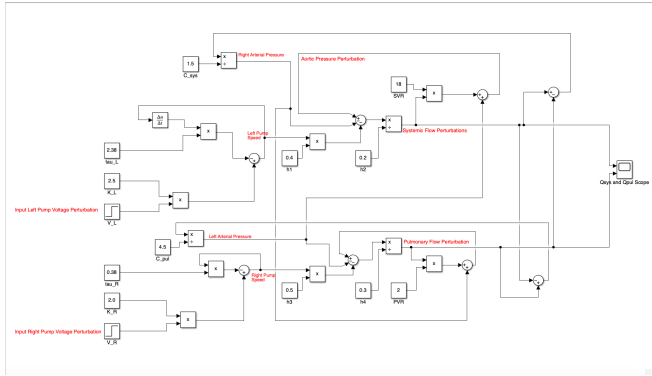 Right Arterial Pressure
1.5
C_sys
x
÷
Aortic Pressure Perturbation
18
SVR
x
Δu
Δt
x
Left Pump
Speed
x
x
÷
Systemic Flow Perturbations
2.38
tau_L
0.4
h1
0.2
h2
Qsys and Qpul Scope
2.5
K_L
x
Input Left Pump Voltage Perturbation
V_L
x
÷
Left Arterial Pressure
4.5
C_pul
x
÷
Pulmonary Flow Perturbation
0.38
tau_R
x
Right Pump
Speed
x
x
0.5
h3
0.3
h4
2
PVR
2.0
K_R
x
Input Right Pump Voltage Perturbation
V_R